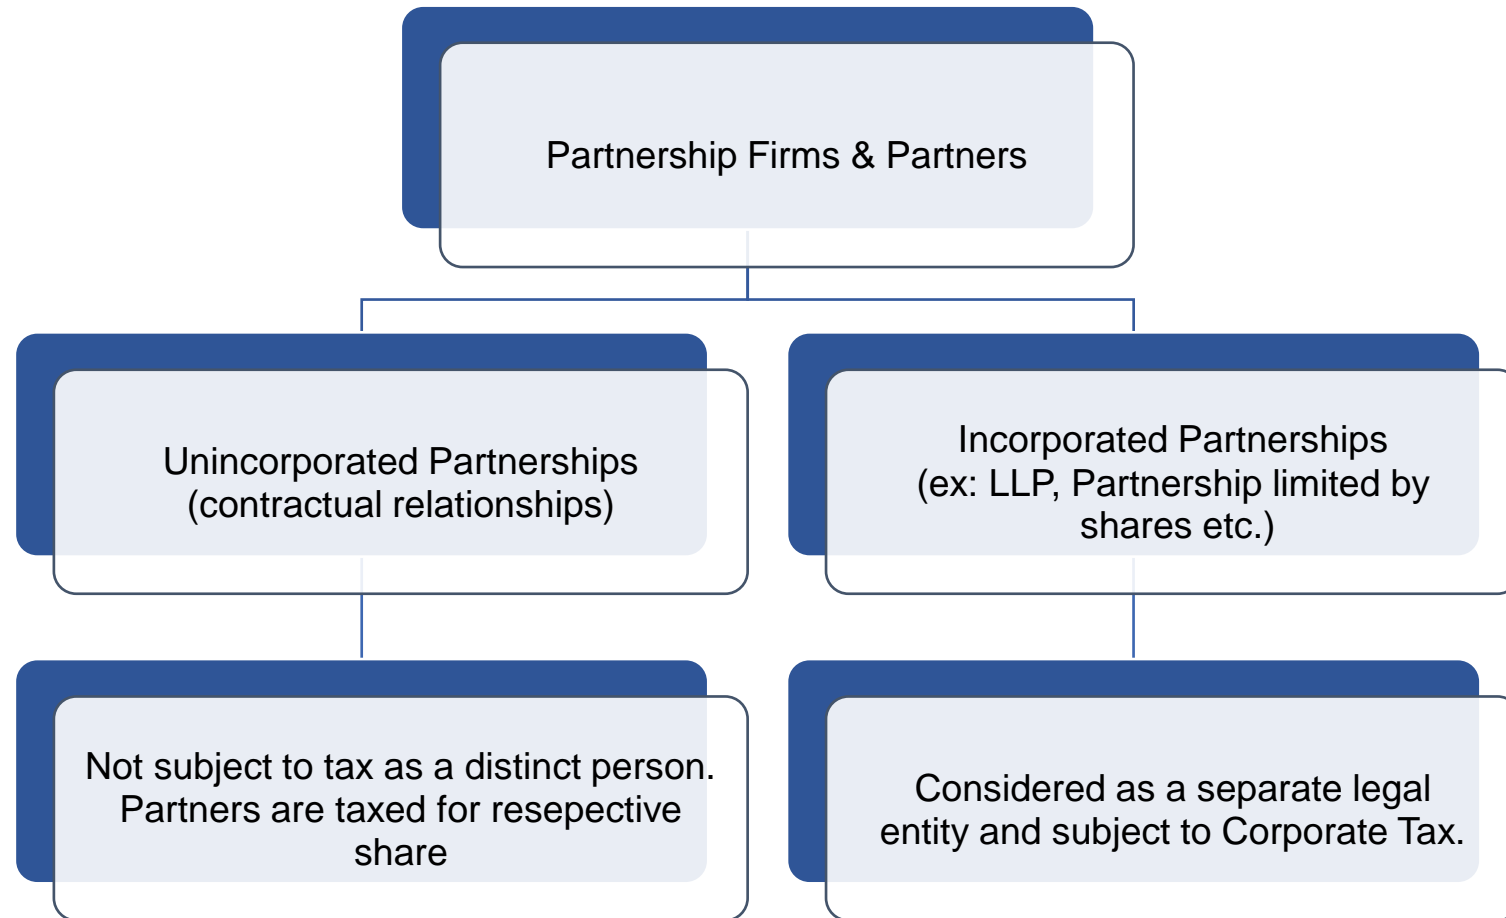 Partnership Firms & Partners
Unincorporated Partnerships
(contractual relationships)
Incorporated Partnerships
(ex: LLP, Partnership limited by
shares etc.)
Not subject to tax as a distinct person.
Partners are taxed for resepective
share
Considered as a separate legal
entity and subject to Corporate Tax.